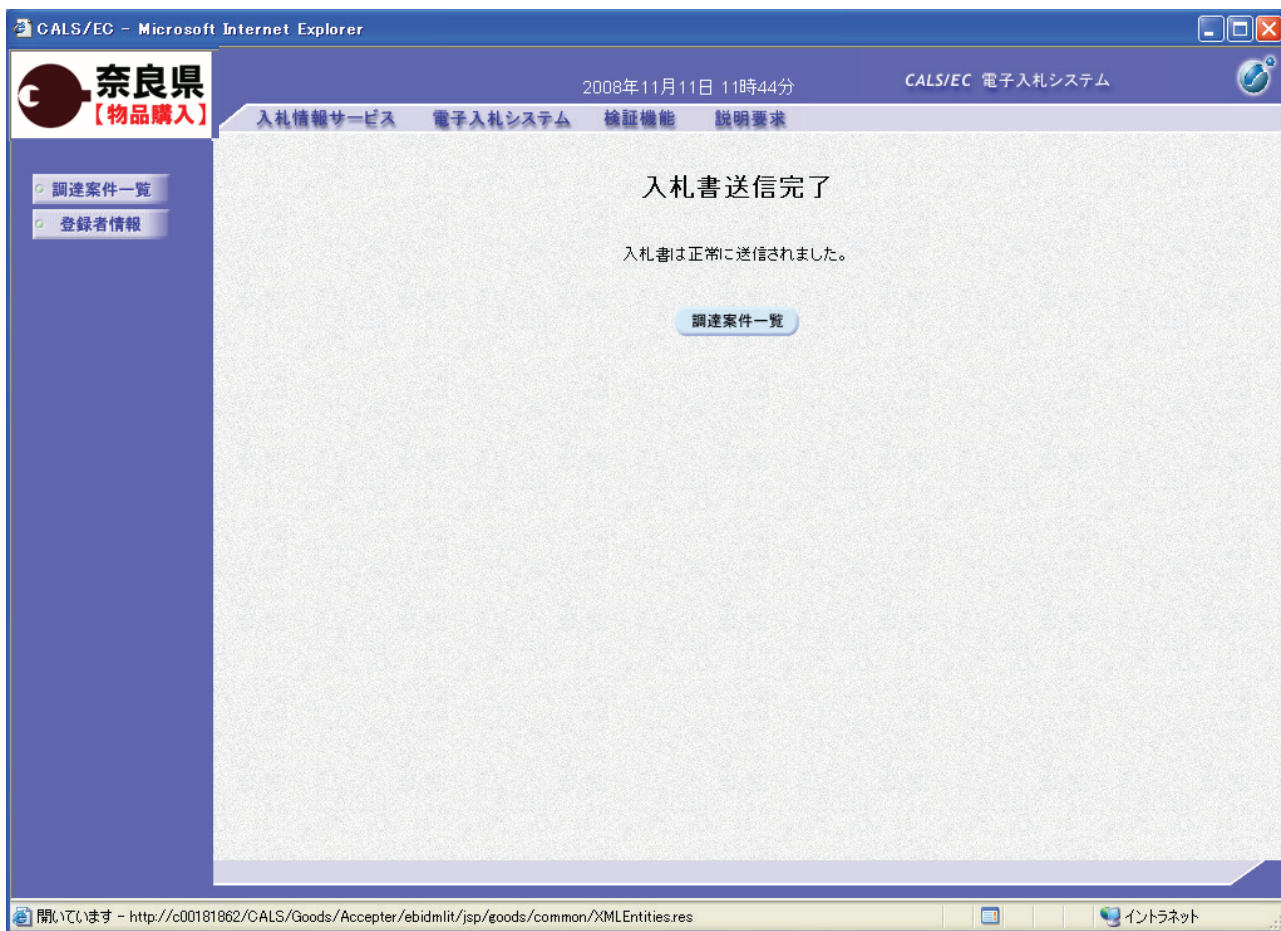 CALS/EC - Microsoft Internet Explorer
奈良県
【物品購入】
2008年11月11日 11時44分
CALS/EC 電子入札システム
入札情報サービス 電子入札システム 検証機能 説明要求
調達案件一覧
登録者情報
入札書送信完了
入札書は正常に送信されました。
調達案件一覧
開いています - http://c00181862/CALS/Goods/Accepter/ebidmlit/jsp/goods/common/XMLEntities.res
イントラネット